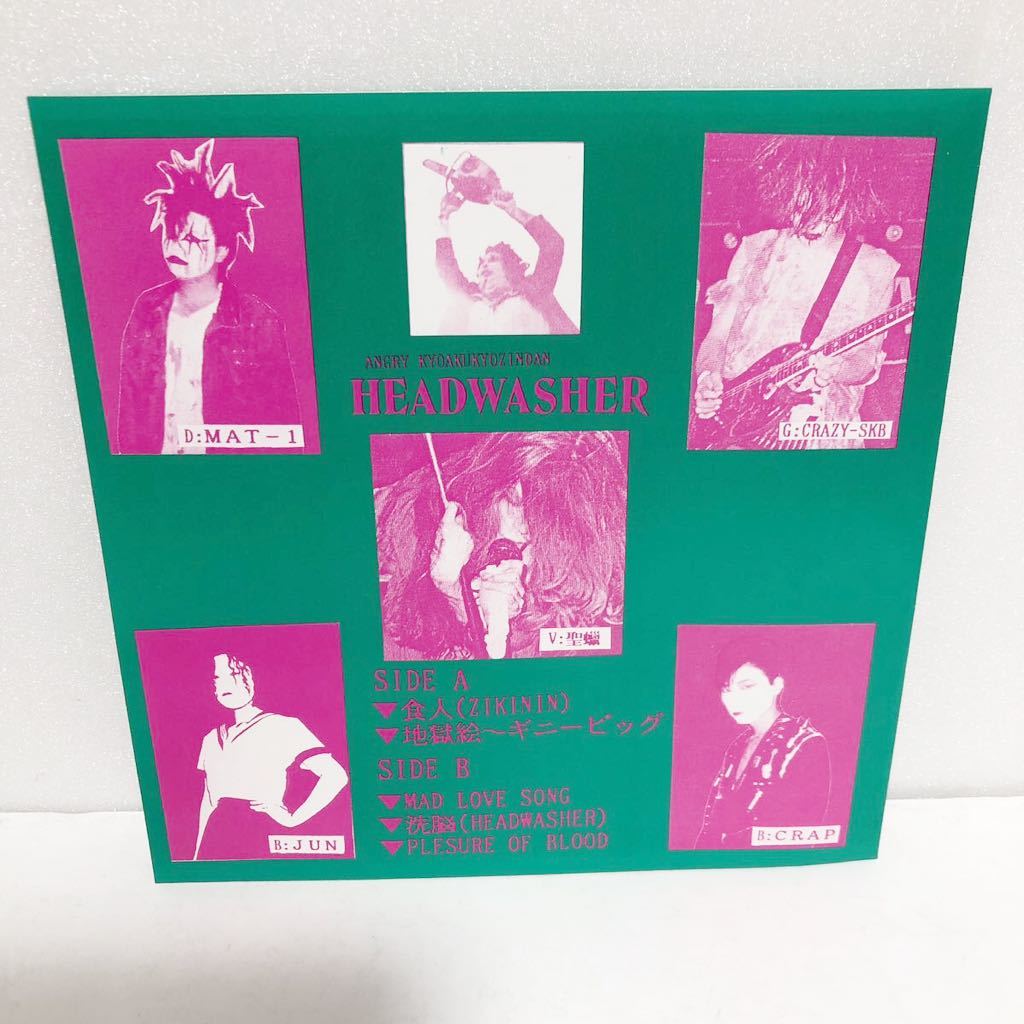 D:MAT-1
G:CRAZY-SKB
ANGRY KYOAKUKYOZINDAN
HEADWASHER
V:聖蠟
SIDE A
▼食人(ZIKININ)
▼地獄絵〜ギニーピッグ
SIDE B
▼MAD LOVE SONG
▼洗脳(HEADWASHER)
▼PLESURE OF BLOOD
B:JUN
B:CRAP